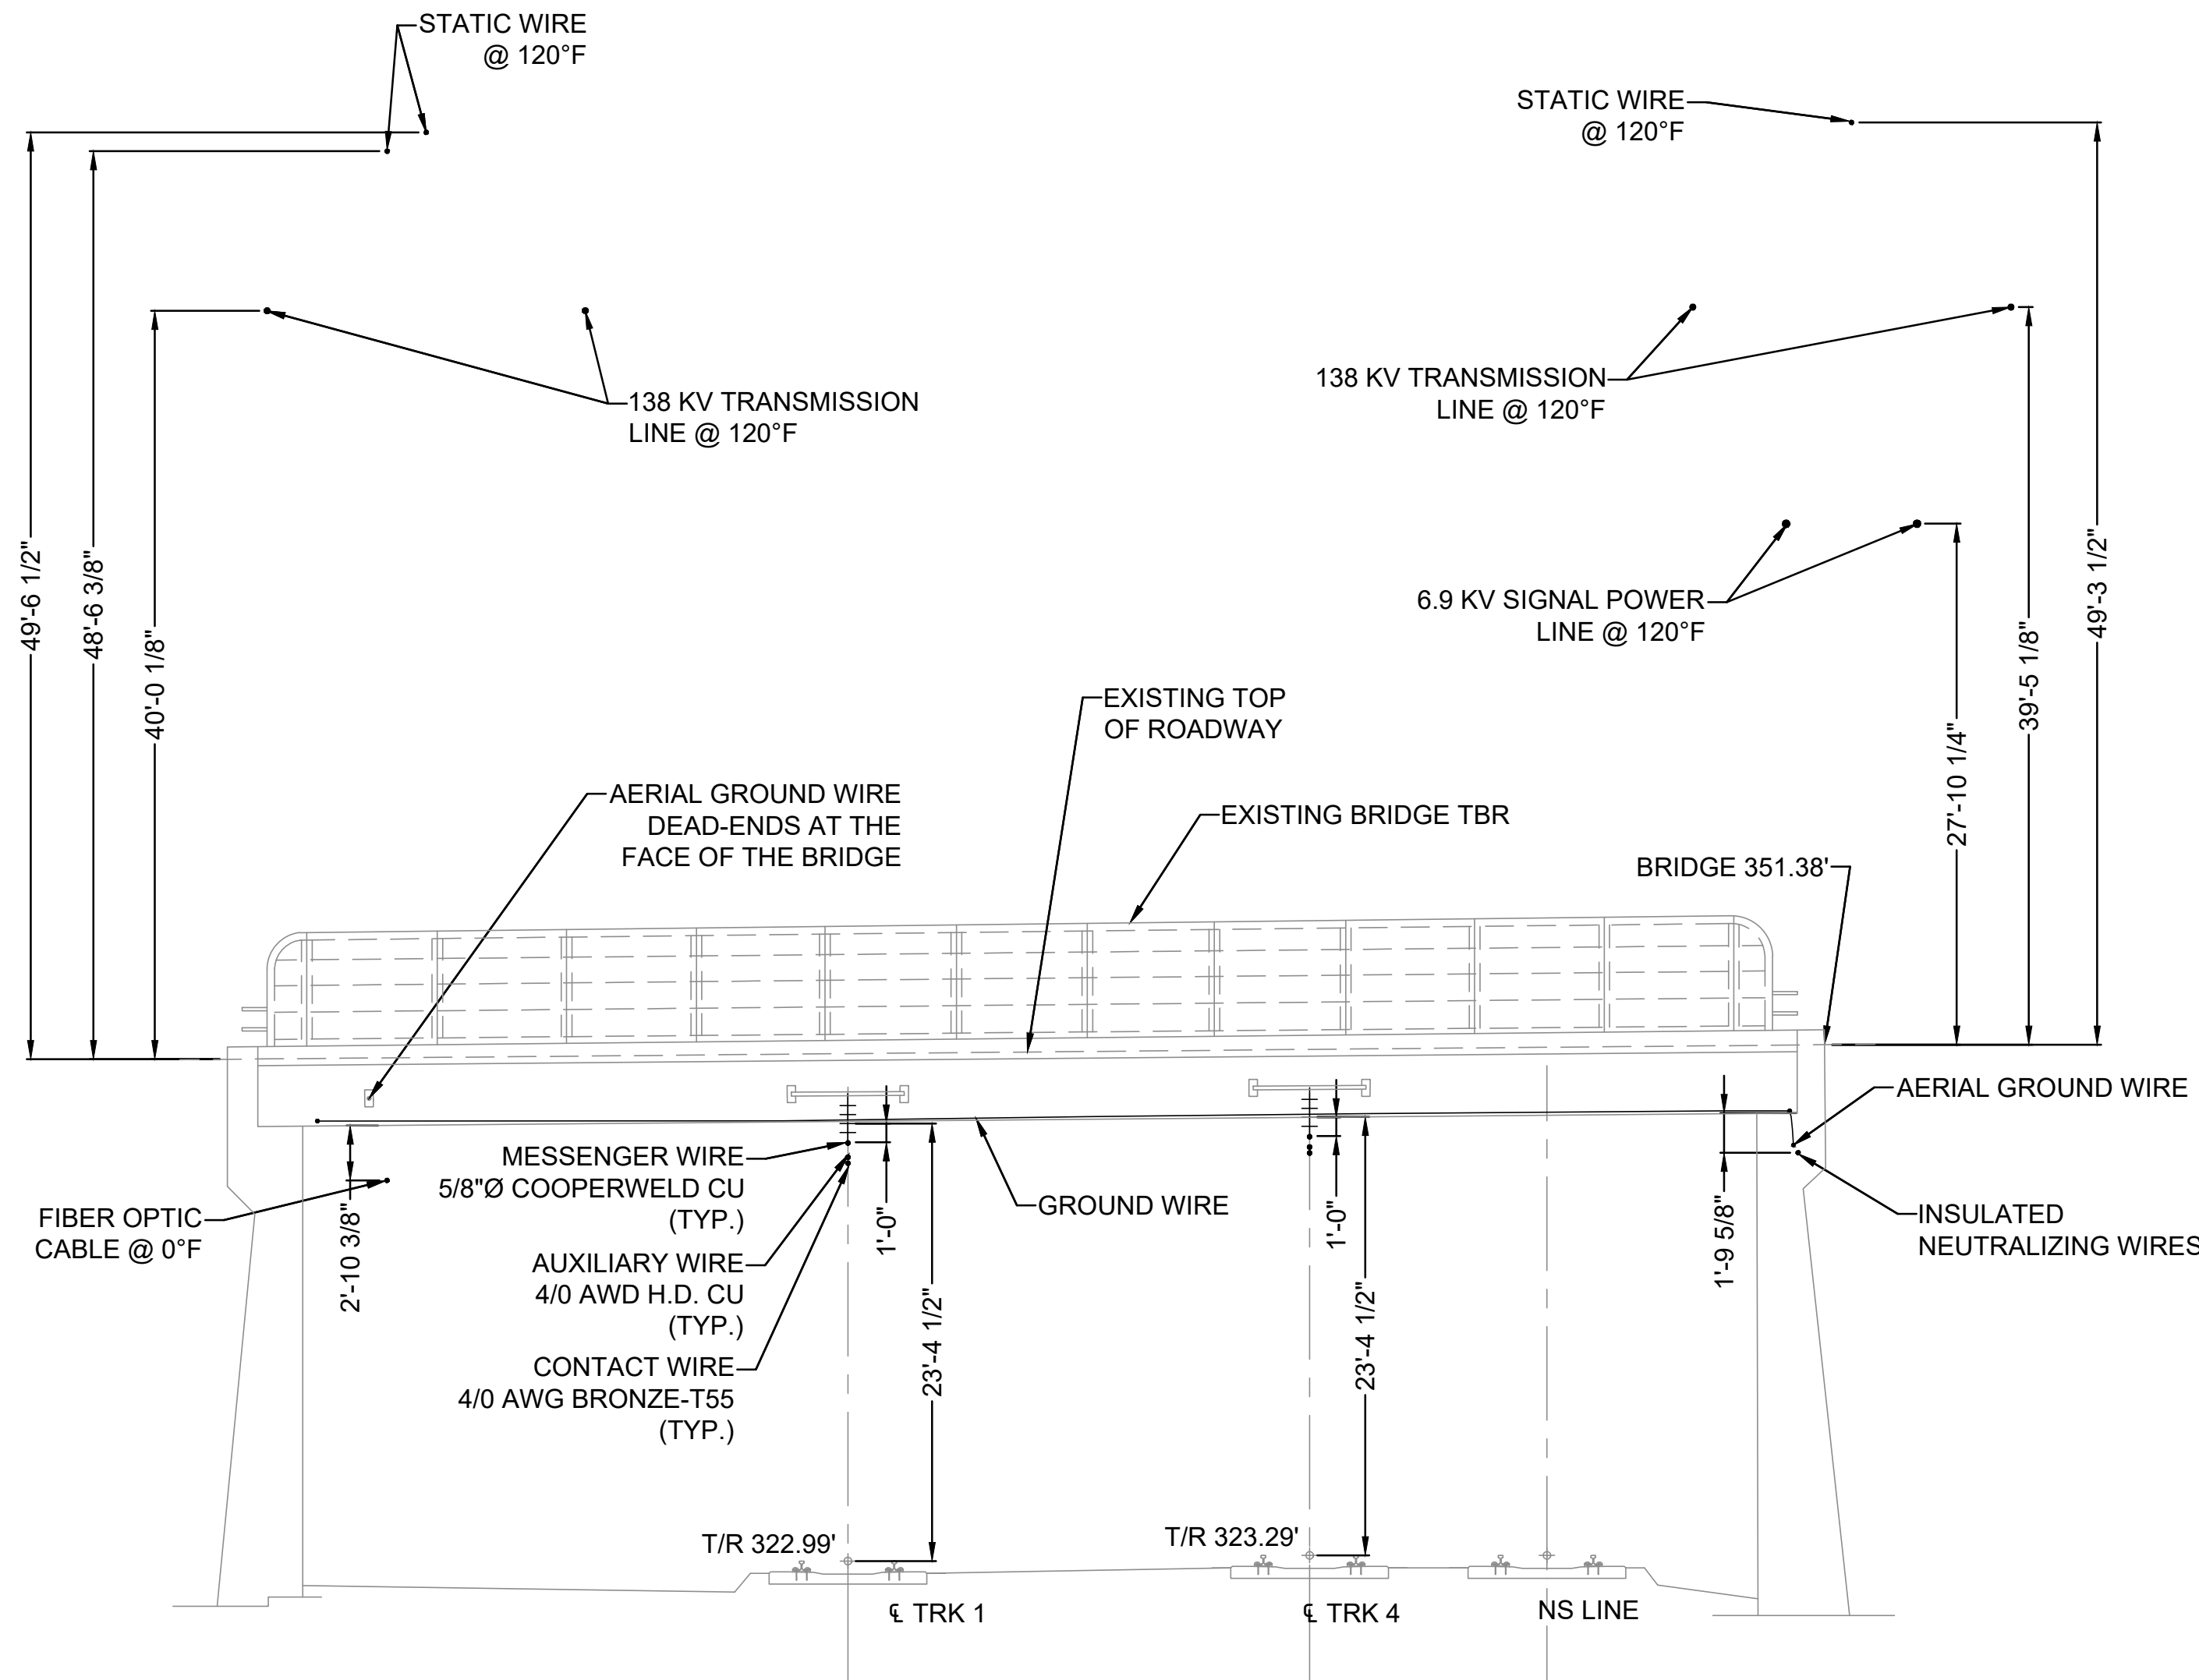 STATIC WIRE
@ 120°F
STATIC WIRE
@ 120°F
138 KV TRANSMISSION
LINE @ 120°F
138 KV TRANSMISSION
LINE @ 120°F
6.9 KV SIGNAL POWER
LINE @ 120°F
49'-6 1/2"
48'-6 3/8"
40'-0 1/8"
27'-10 1/4"
39'-5 1/8"
49'-3 1/2"
EXISTING TOP
OF ROADWAY
AERIAL GROUND WIRE
DEAD-ENDS AT THE
FACE OF THE BRIDGE
EXISTING BRIDGE TBR
BRIDGE 351.38'
AERIAL GROUND WIRE
MESSENGER WIRE
5/8"Ø COOPERWELD CU
(TYP.)
GROUND WIRE
FIBER OPTIC
CABLE @ 0°F
2'-10 3/8"
1'-0"
1'-0"
1'-9 5/8"
INSULATED
NEUTRALIZING WIRES
AUXILIARY WIRE
4/0 AWD H.D. CU
(TYP.)
23'-4 1/2"
23'-4 1/2"
CONTACT WIRE
4/0 AWG BRONZE-T55
(TYP.)
T/R 322.99'
T/R 323.29'
℄ TRK 1
℄ TRK 4
NS LINE